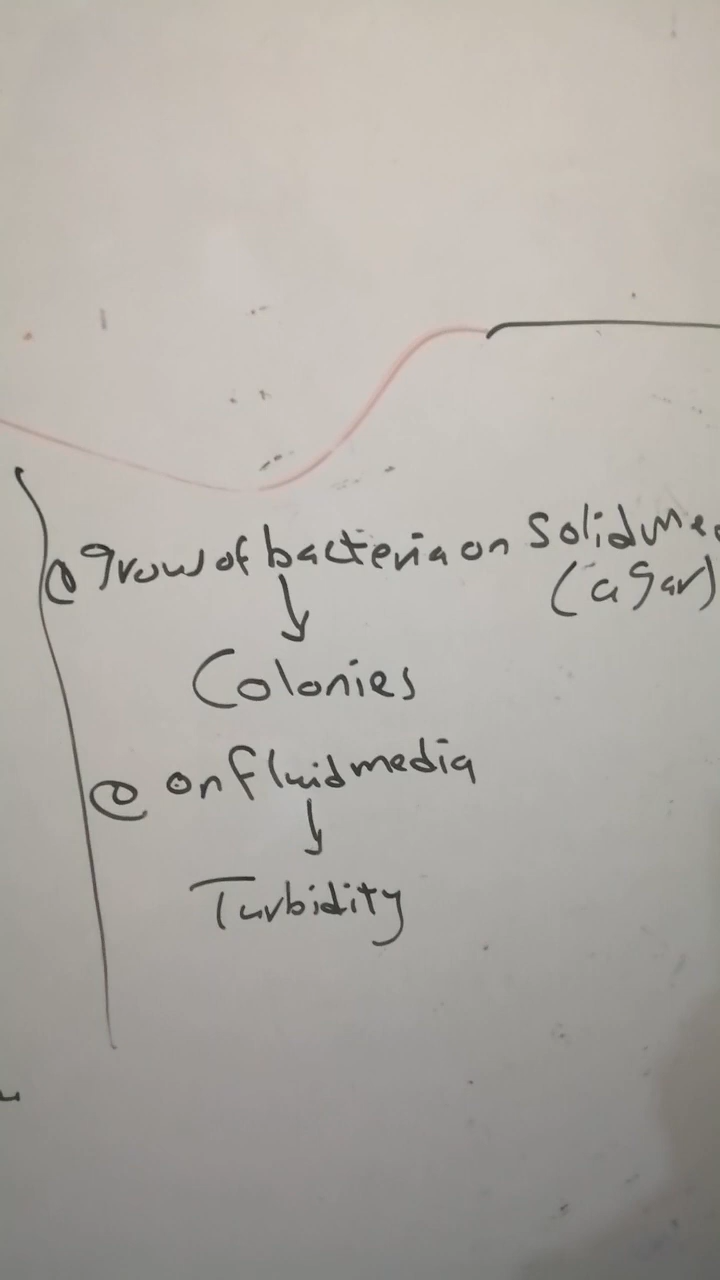 @ grow of bacteria on Solid me
(agar)
↓
Colonies
@ on fluid media
↓
Turbidity